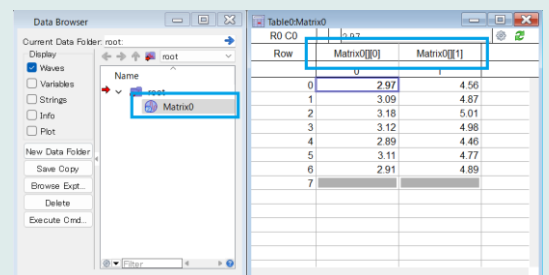 Data Browser
Current Data Folder: root:
Display
Waves
Variables
Strings
Info
Plot
New Data Folder
Save Copy
Browse Expt...
Delete
Execute Cmd...
root
Name
root
Matrix0
Filter
Table0:Matrix0
R0 C0 2.97
Row Matrix0[][0] Matrix0[][1]
0 1
0 2.97 4.56
1 3.09 4.87
2 3.18 5.01
3 3.12 4.98
4 2.89 4.46
5 3.11 4.77
6 2.91 4.89
7